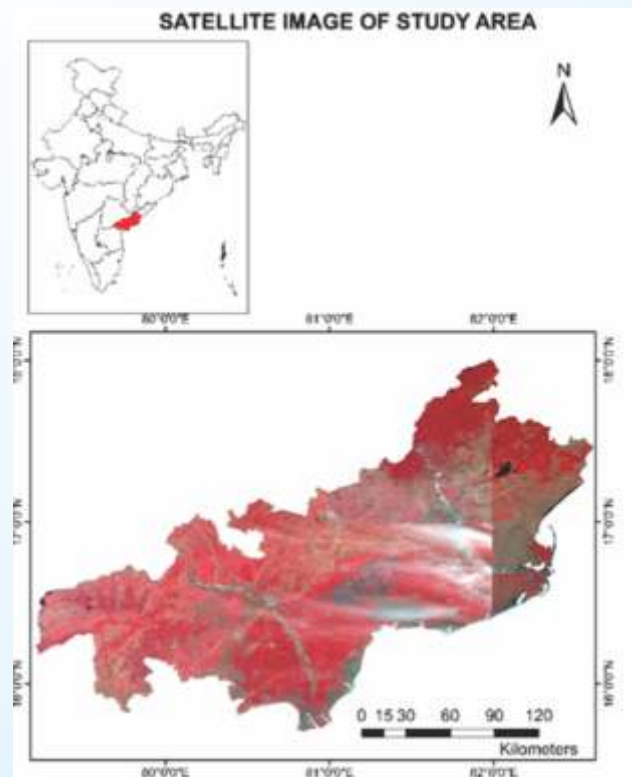 SATELLITE IMAGE OF STUDY AREA
N
80°0'0"E 81°0'0"E 82°0'0"E
18°0'0"N 18°0'0"N
17°0'0"N 17°0'0"N
16°0'0"N 16°0'0"N
0 15 30 60 90 120
Kilometers
80°0'0"E 81°0'0"E 82°0'0"E